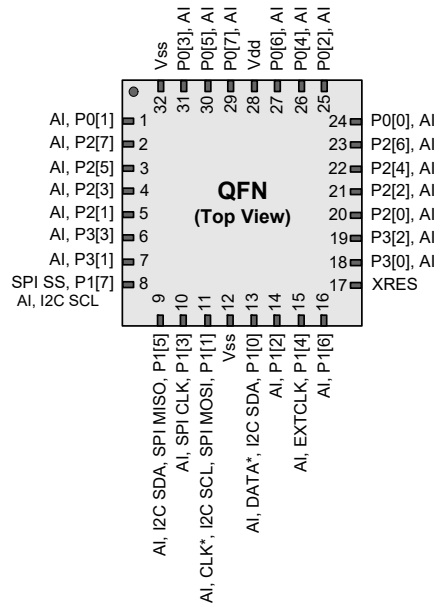 Vss
P0[3], AI
P0[5], AI
P0[7], AI
Vdd
P0[6], AI
P0[4], AI
P0[2], AI
32
31
30
29
28
27
26
25
AI, P0[1]
1
AI, P2[7]
2
AI, P2[5]
3
AI, P2[3]
4
AI, P2[1]
5
AI, P3[3]
6
AI, P3[1]
7
SPI SS, P1[7]
AI, I2C SCL
8
QFN
(Top View)
24
P0[0], AI
23
P2[6], AI
22
P2[4], AI
21
P2[2], AI
20
P2[0], AI
19
P3[2], AI
18
P3[0], AI
17
XRES
9
10
11
12
13
14
15
16
AI, I2C SDA, SPI MISO, P1[5]
AI, SPI CLK, P1[3]
AI, CLK*, I2C SCL, SPI MOSI, P1[1]
Vss
AI, DATA*, I2C SDA, P1[0]
AI, P1[2]
AI, EXTCLK, P1[4]
AI, P1[6]